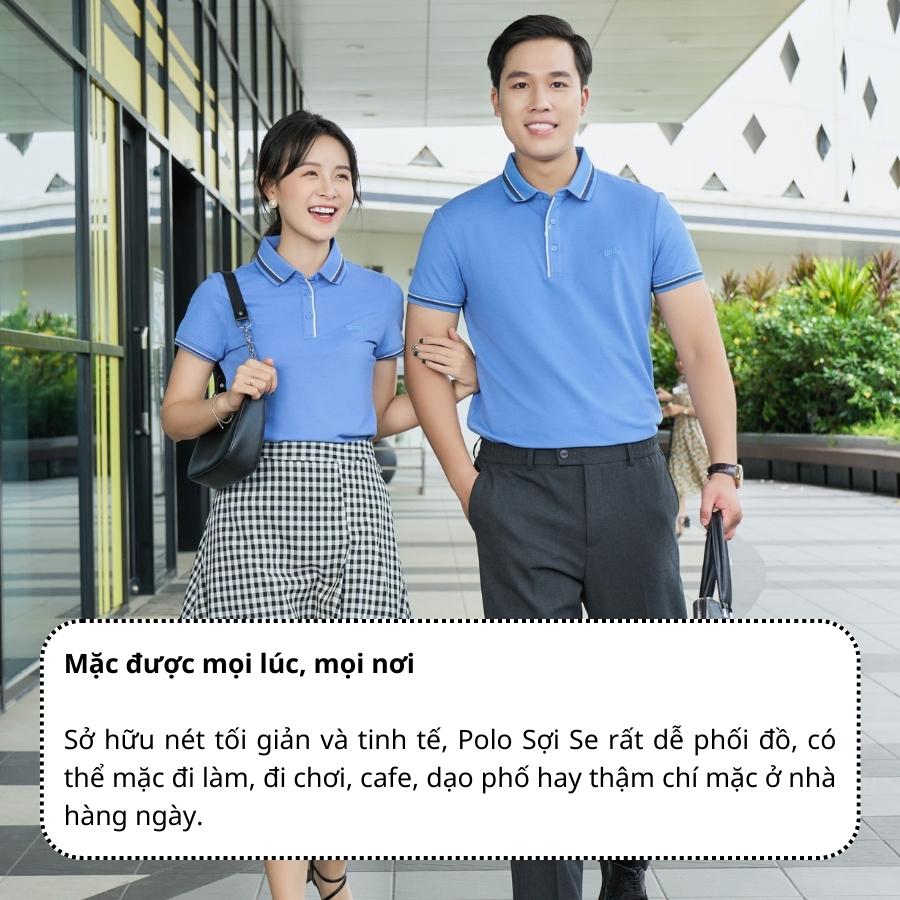 Mặc được mọi lúc, mọi nơi
Sở hữu nét tối giản và tinh tế, Polo Sợi Se rất dễ phối đồ, có
thể mặc đi làm, đi chơi, cafe, dạo phố hay thậm chí mặc ở nhà
hàng ngày.